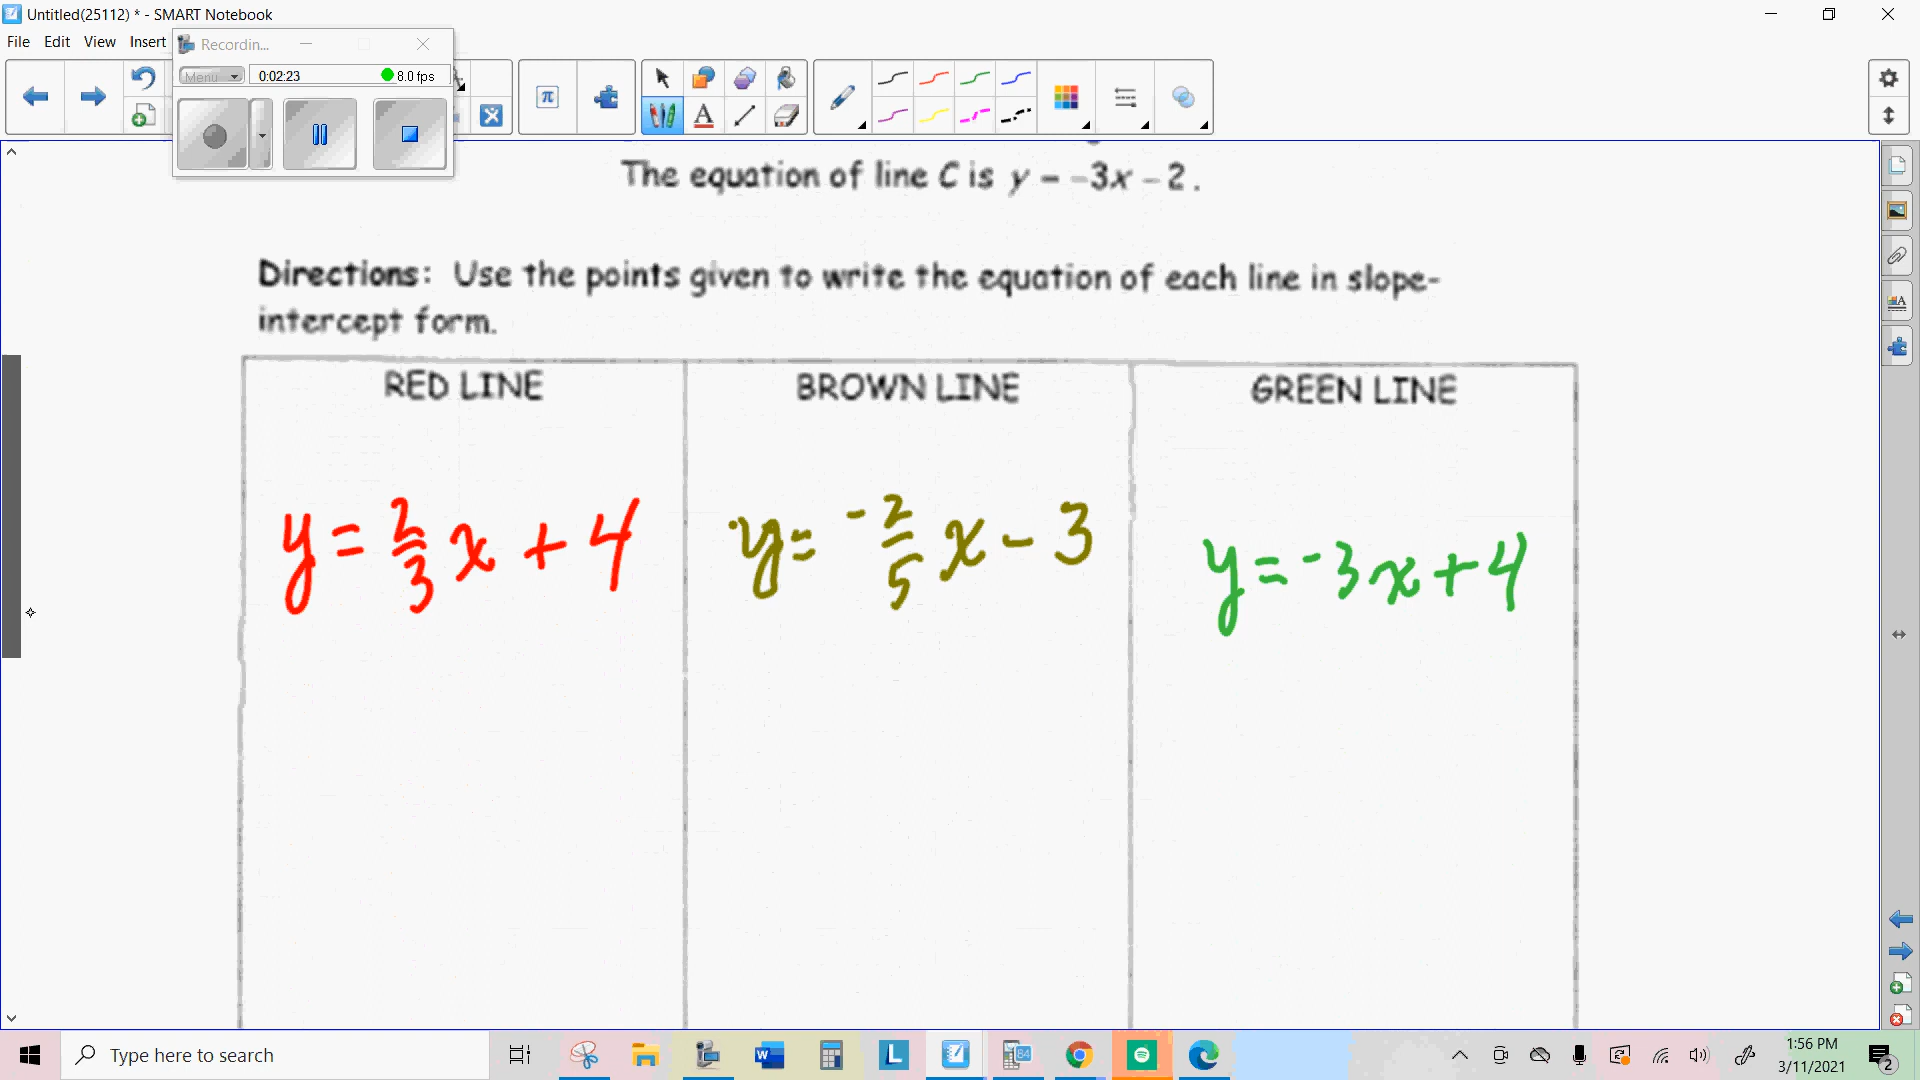 Untitled(25112) * - SMART Notebook
File Edit View Insert
Recordin...
Menu 0:02:23 8.0 fps
π
A
The equation of line C is y = -3x - 2.
Directions: Use the points given to write the equation of each line in slope-
intercept form.
RED LINE BROWN LINE GREEN LINE
y = 2/3 x + 4
y = -2/5 x - 3
y = -3x + 4
Type here to search
84
1:56 PM
3/11/2021
2